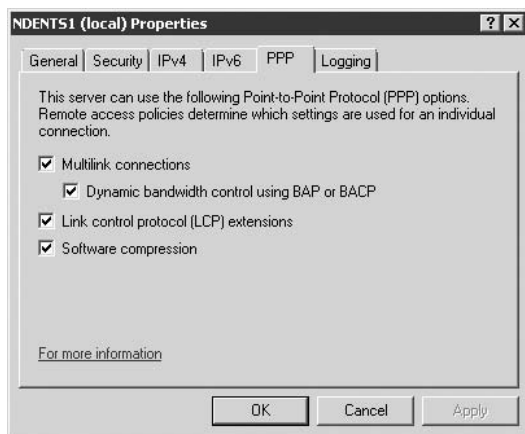 NDENTS1 (local) Properties ? X
General Security IPv4 IPv6 PPP Logging
This server can use the following Point-to-Point Protocol (PPP) options.
Remote access policies determine which settings are used for an individual
connection.
Multilink connections
Dynamic bandwidth control using BAP or BACP
Link control protocol (LCP) extensions
Software compression
For more information
OK Cancel Apply